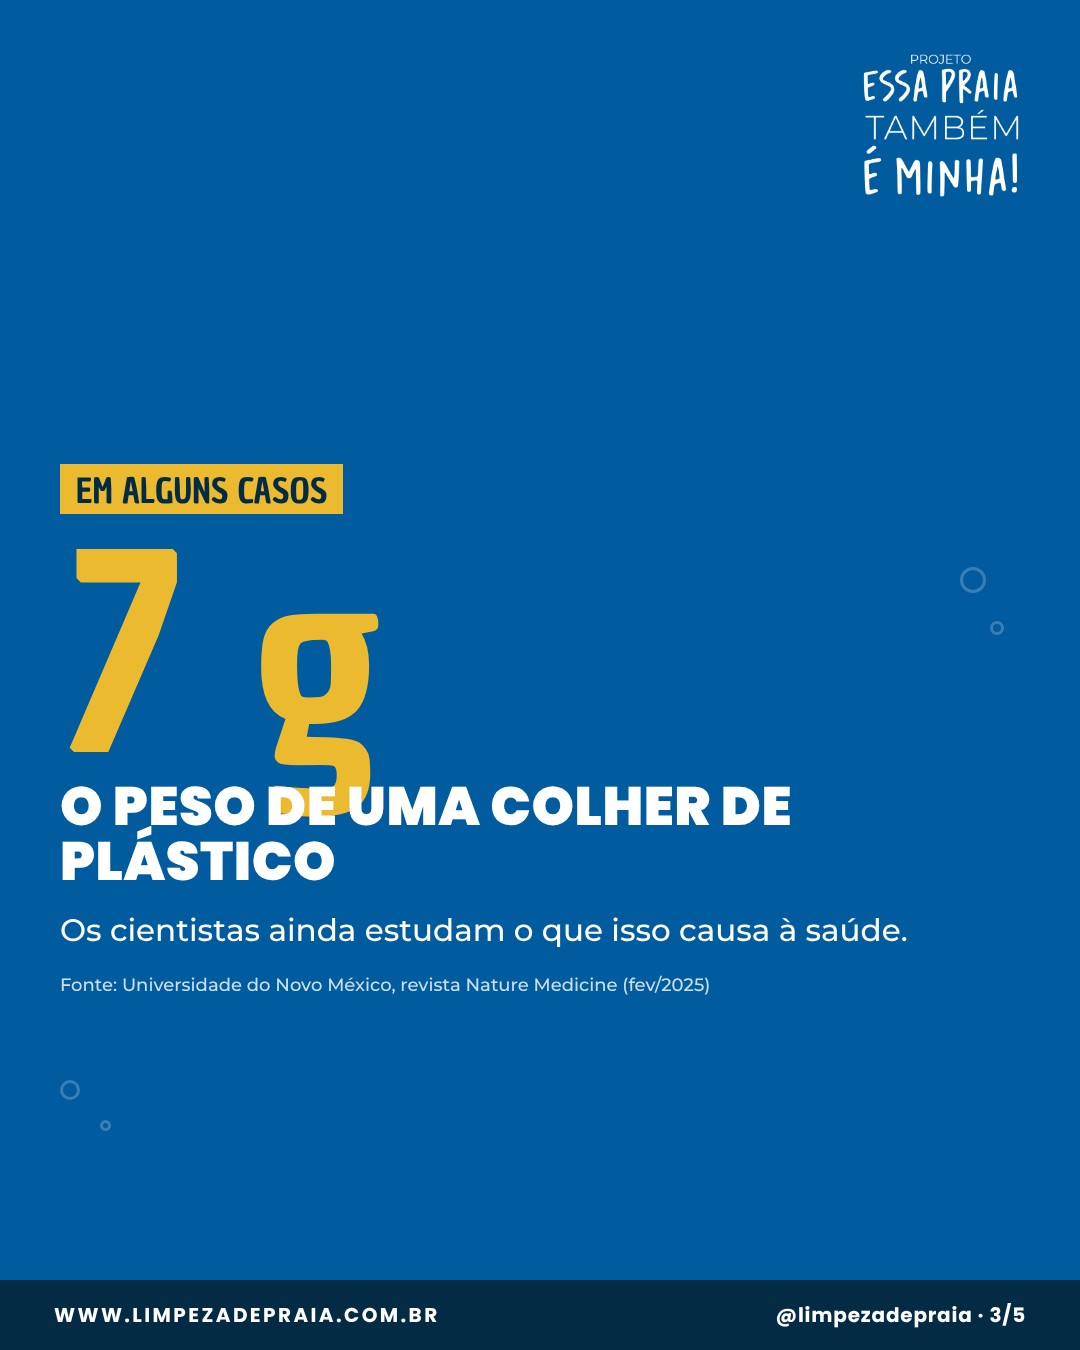 PROJETO
ESSA PRAIA
TAMBÉM
É MINHA!
EM ALGUNS CASOS
7 g
O PESO DE UMA COLHER DE
PLÁSTICO
Os cientistas ainda estudam o que isso causa à saúde.
Fonte: Universidade do Novo México, revista Nature Medicine (fev/2025)
WWW.LIMPEZADEPRAIA.COM.BR
@limpezadepraia · 3/5